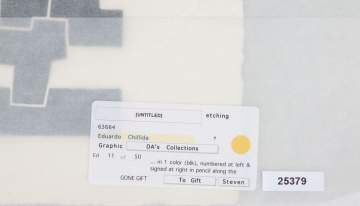 [UNTITLED] etching
63664
Eduardo Chillida
Graphic DA's Collections
Ed 11 of 50
... in 1 color (blk), numbered at left &
signed at right in pencil along the
GONE GIFT To Gift Steven
25379